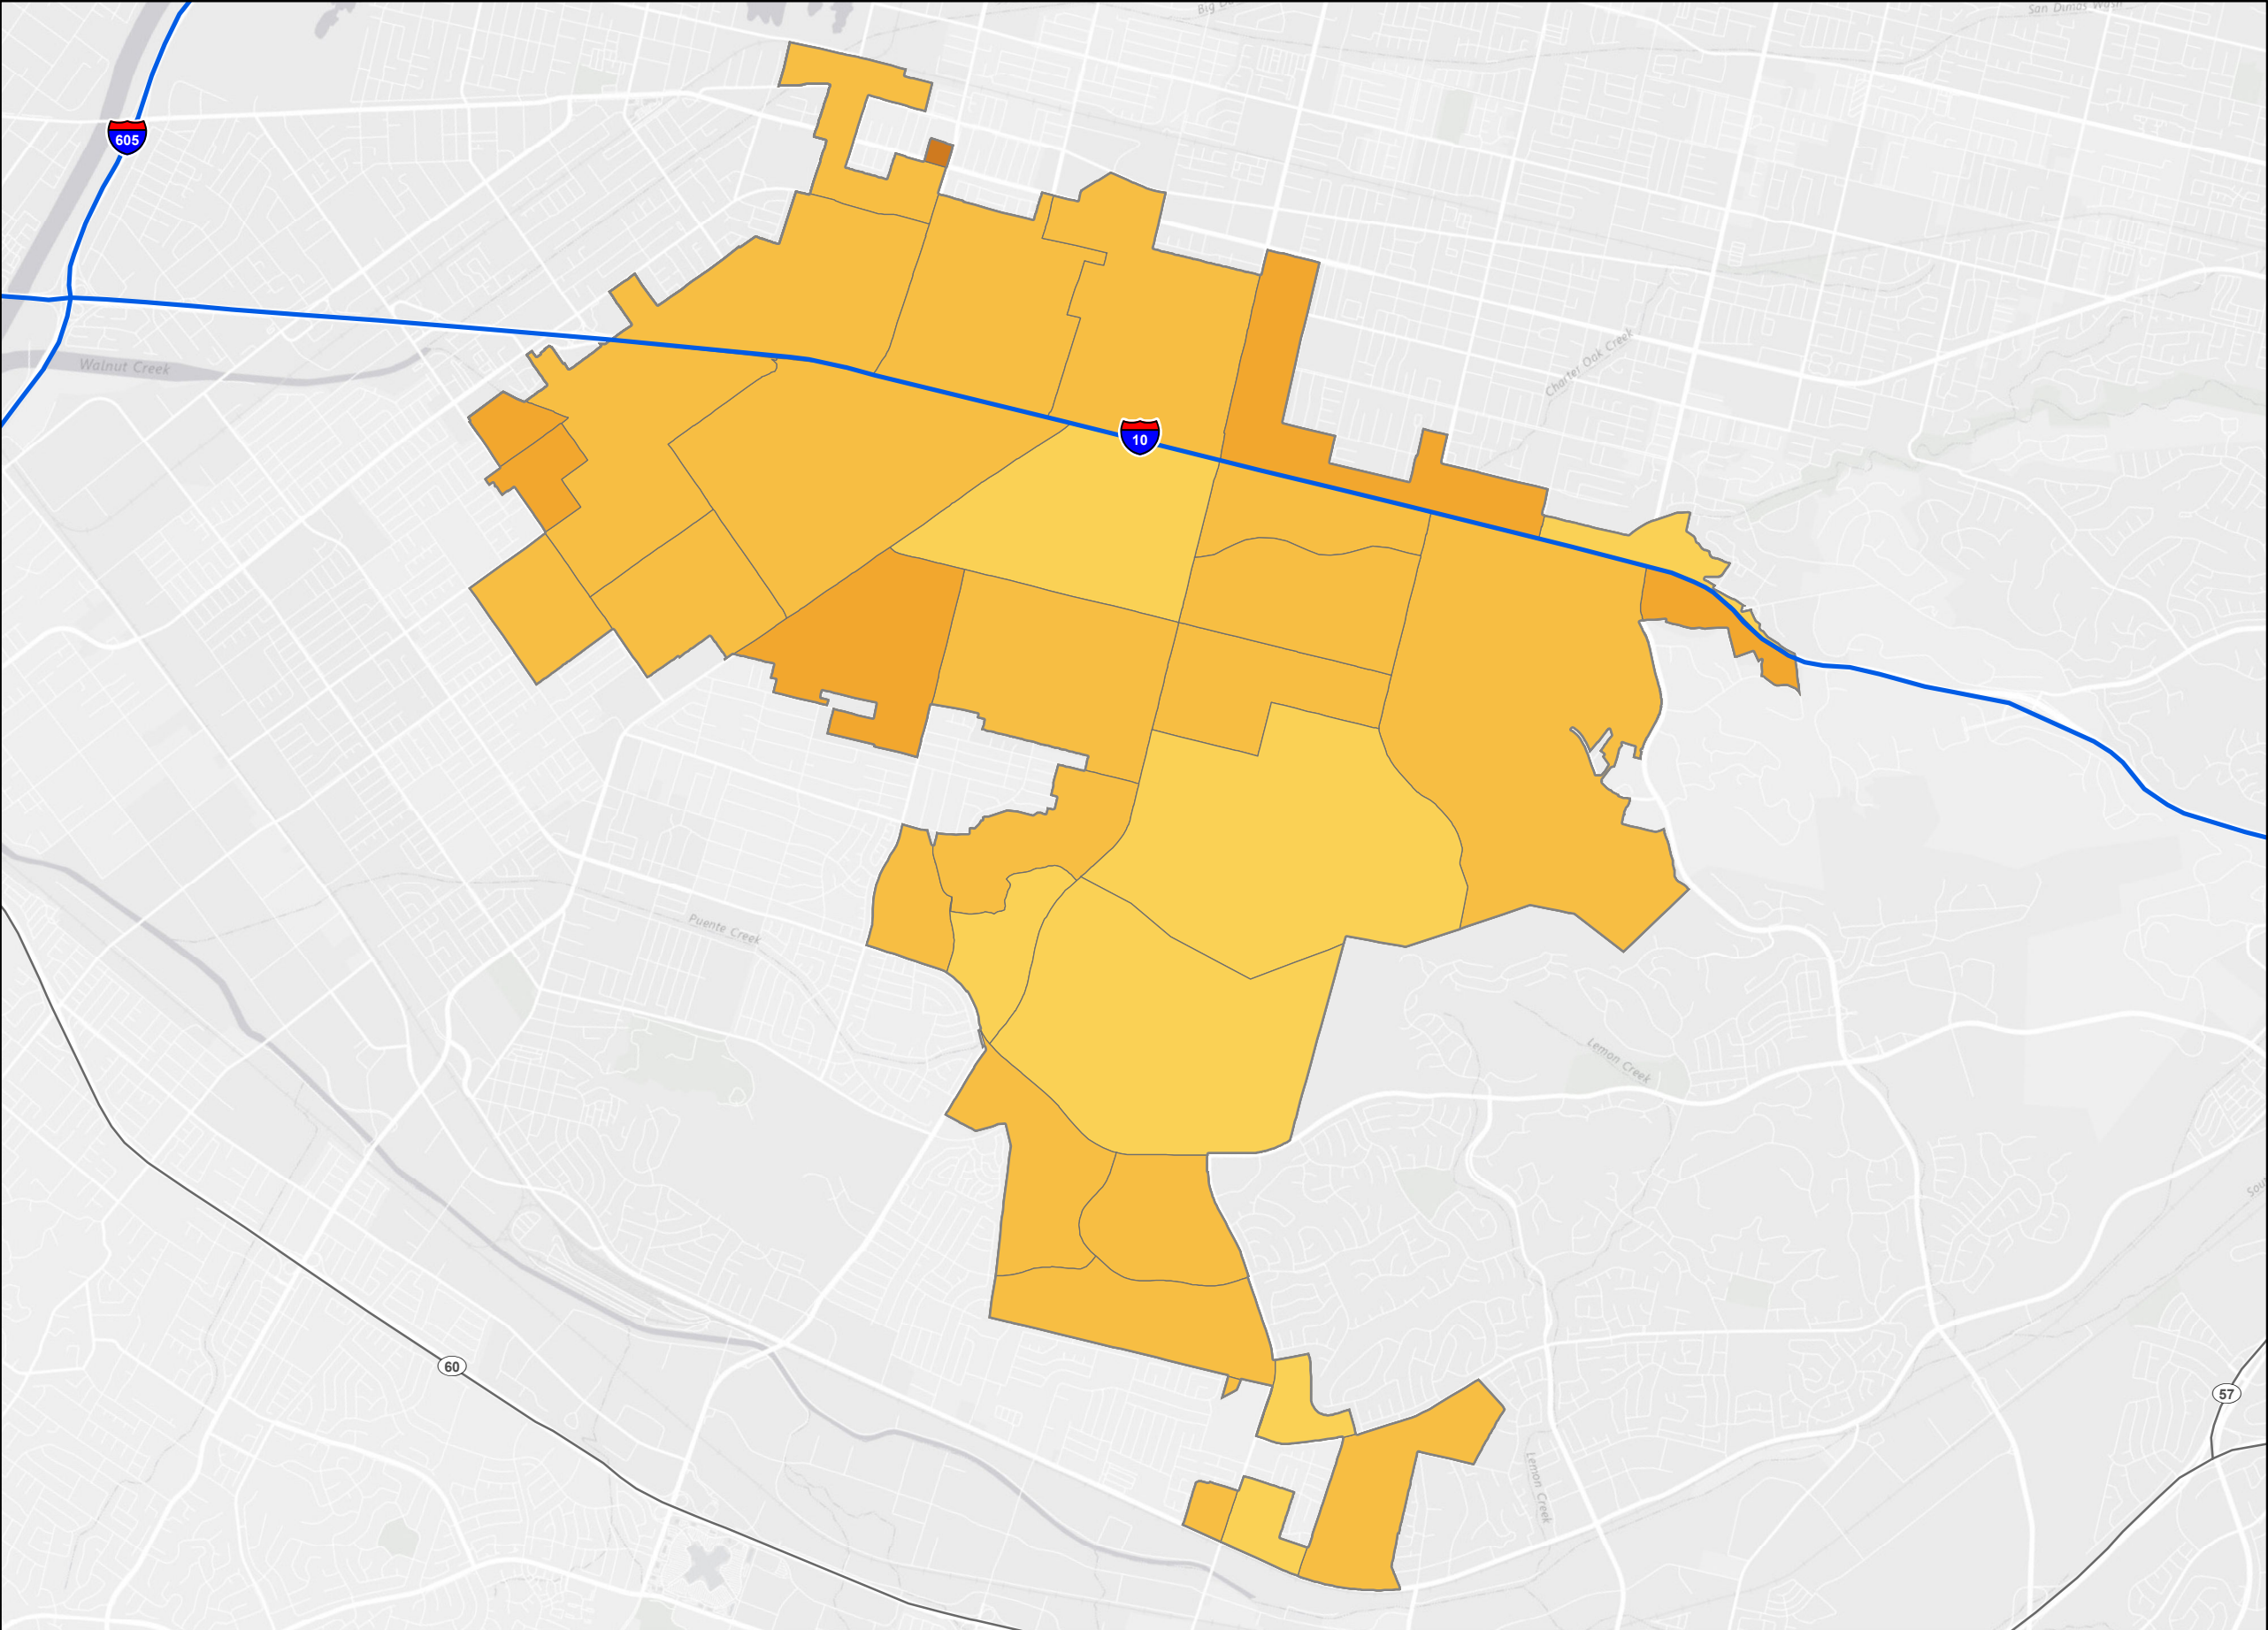 San Dimas Wash
605
Charter Oak Creek
Walnut Creek
10
Puente Creek
Lemon Creek
60
57
Lemon Creek